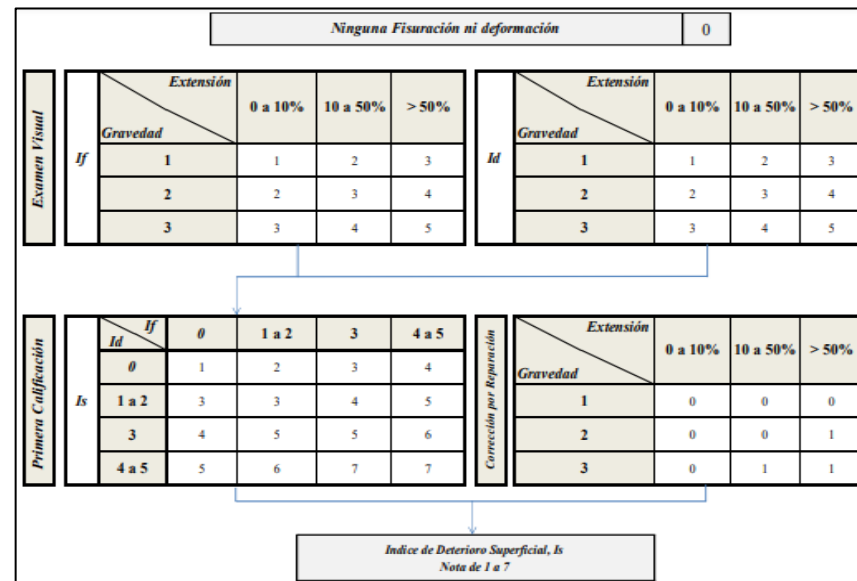 Ninguna Fisuración ni deformación 0
Examen Visual
If
Extensión
Gravedad
0 a 10% 10 a 50% > 50%
1 1 2 3
2 2 3 4
3 3 4 5
Id
Extensión
Gravedad
0 a 10% 10 a 50% > 50%
1 1 2 3
2 2 3 4
3 3 4 5
Primera Calificación
Is
If
Id
0 1 a 2 3 4 a 5
0 1 2 3 4
1 a 2 3 3 4 5
3 4 5 5 6
4 a 5 5 6 7 7
Corrección por Reparación
Extensión
Gravedad
0 a 10% 10 a 50% > 50%
1 0 0 0
2 0 0 1
3 0 1 1
Indice de Deterioro Superficial, Is
Nota de 1 a 7